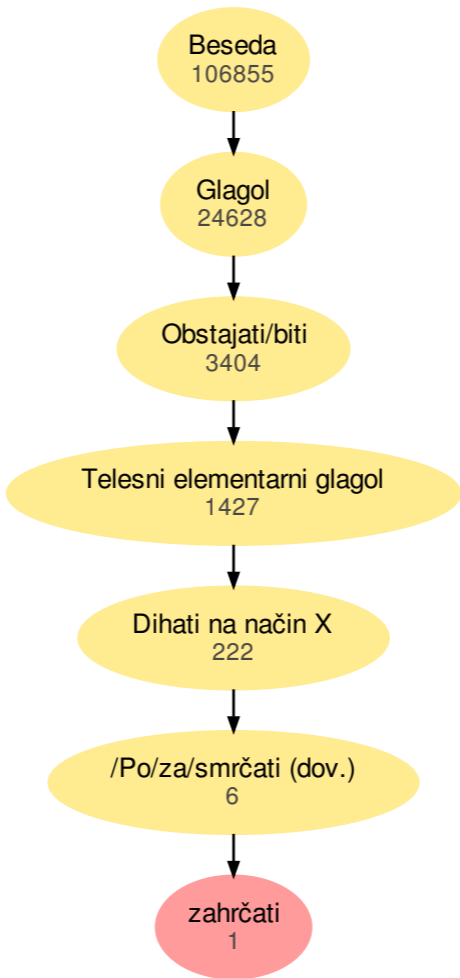 Beseda
106855
Glagol
24628
Obstajati/biti
3404
Telesni elementarni glagol
1427
Dihati na način X
222
/Po/za/smrčati (dov.)
6
zahrčati
1